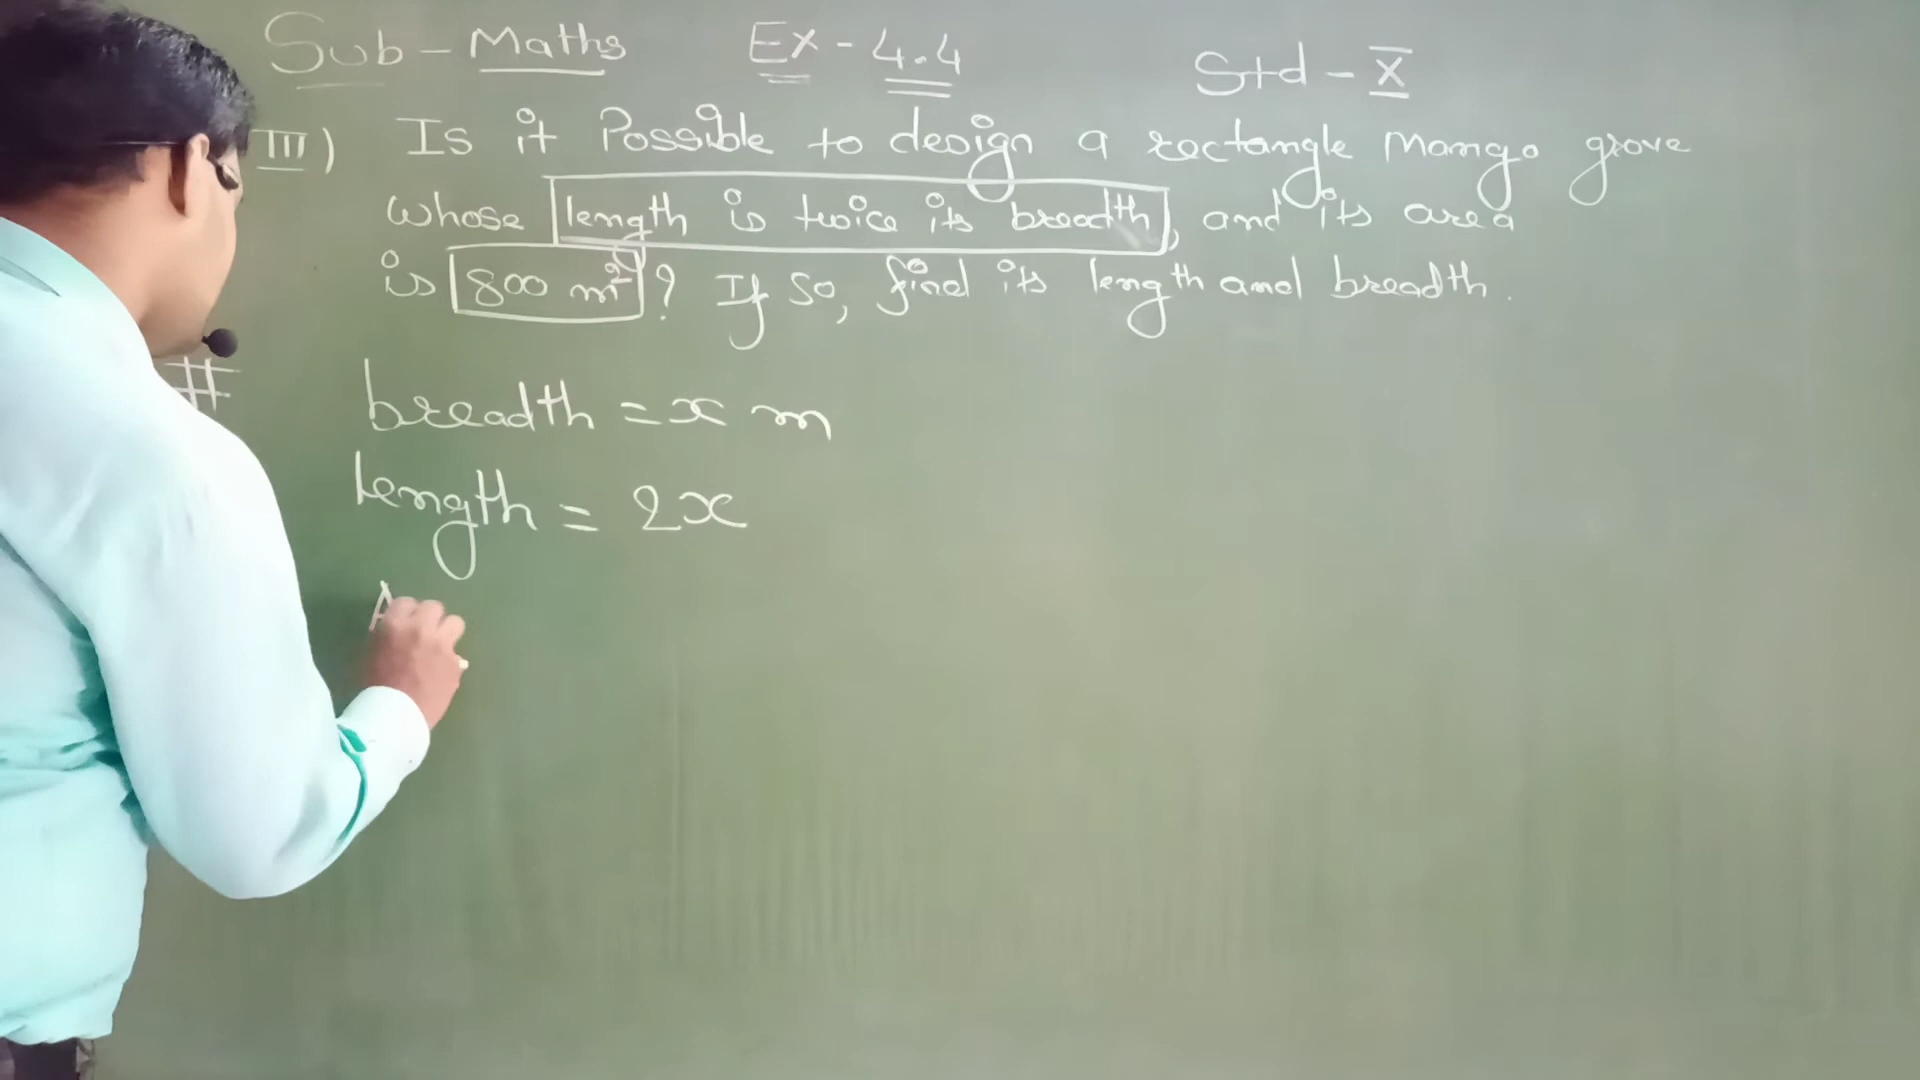 Sub - Maths Ex - 4.4 Std - X
III) Is it Possible to design a rectangle Mango grove
whose length is twice its breadth, and its area
is 800 m²? If so, find its length and breadth.
#
breadth = x m
length = 2x
A